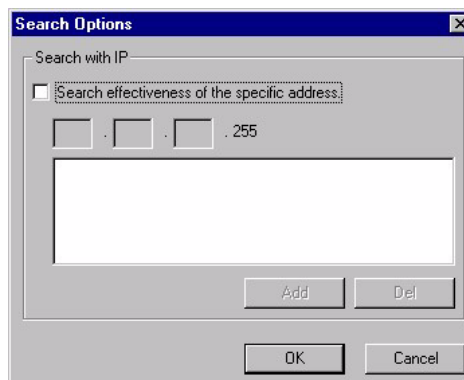 Search Options
Search with IP
Search effectiveness of the specific address.
. . . 255
Add Del
OK Cancel